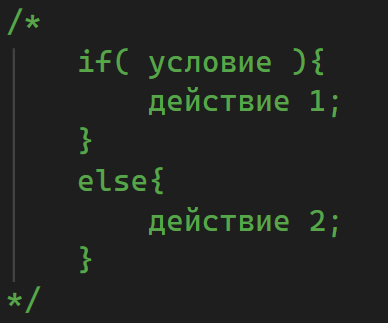 /*
    if( условие ){
        действие 1;
    }
    else{
        действие 2;
    }
*/